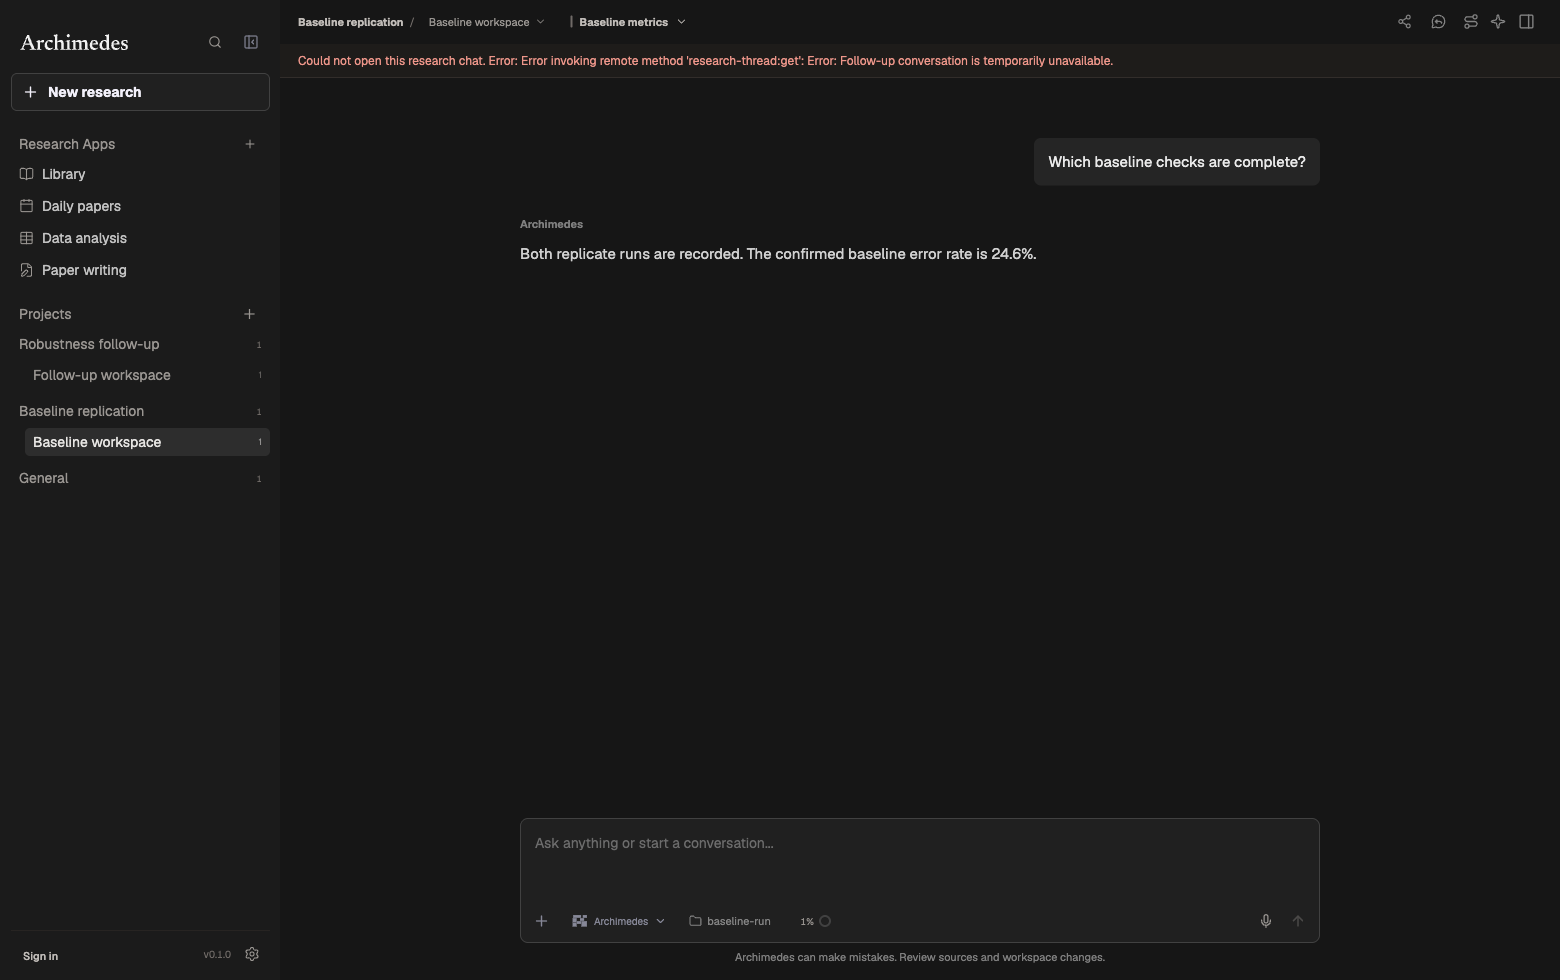 Archimedes
New research
Research Apps
Library
Daily papers
Data analysis
Paper writing
Projects
Robustness follow-up 1
Follow-up workspace 1
Baseline replication 1
Baseline workspace 1
General 1
Sign in v0.1.0
Baseline replication / Baseline workspace | Baseline metrics
Could not open this research chat. Error: Error invoking remote method 'research-thread:get': Error: Follow-up conversation is temporarily unavailable.
Which baseline checks are complete?
Archimedes
Both replicate runs are recorded. The confirmed baseline error rate is 24.6%.
Ask anything or start a conversation...
Archimedes baseline-run 1%
Archimedes can make mistakes. Review sources and workspace changes.